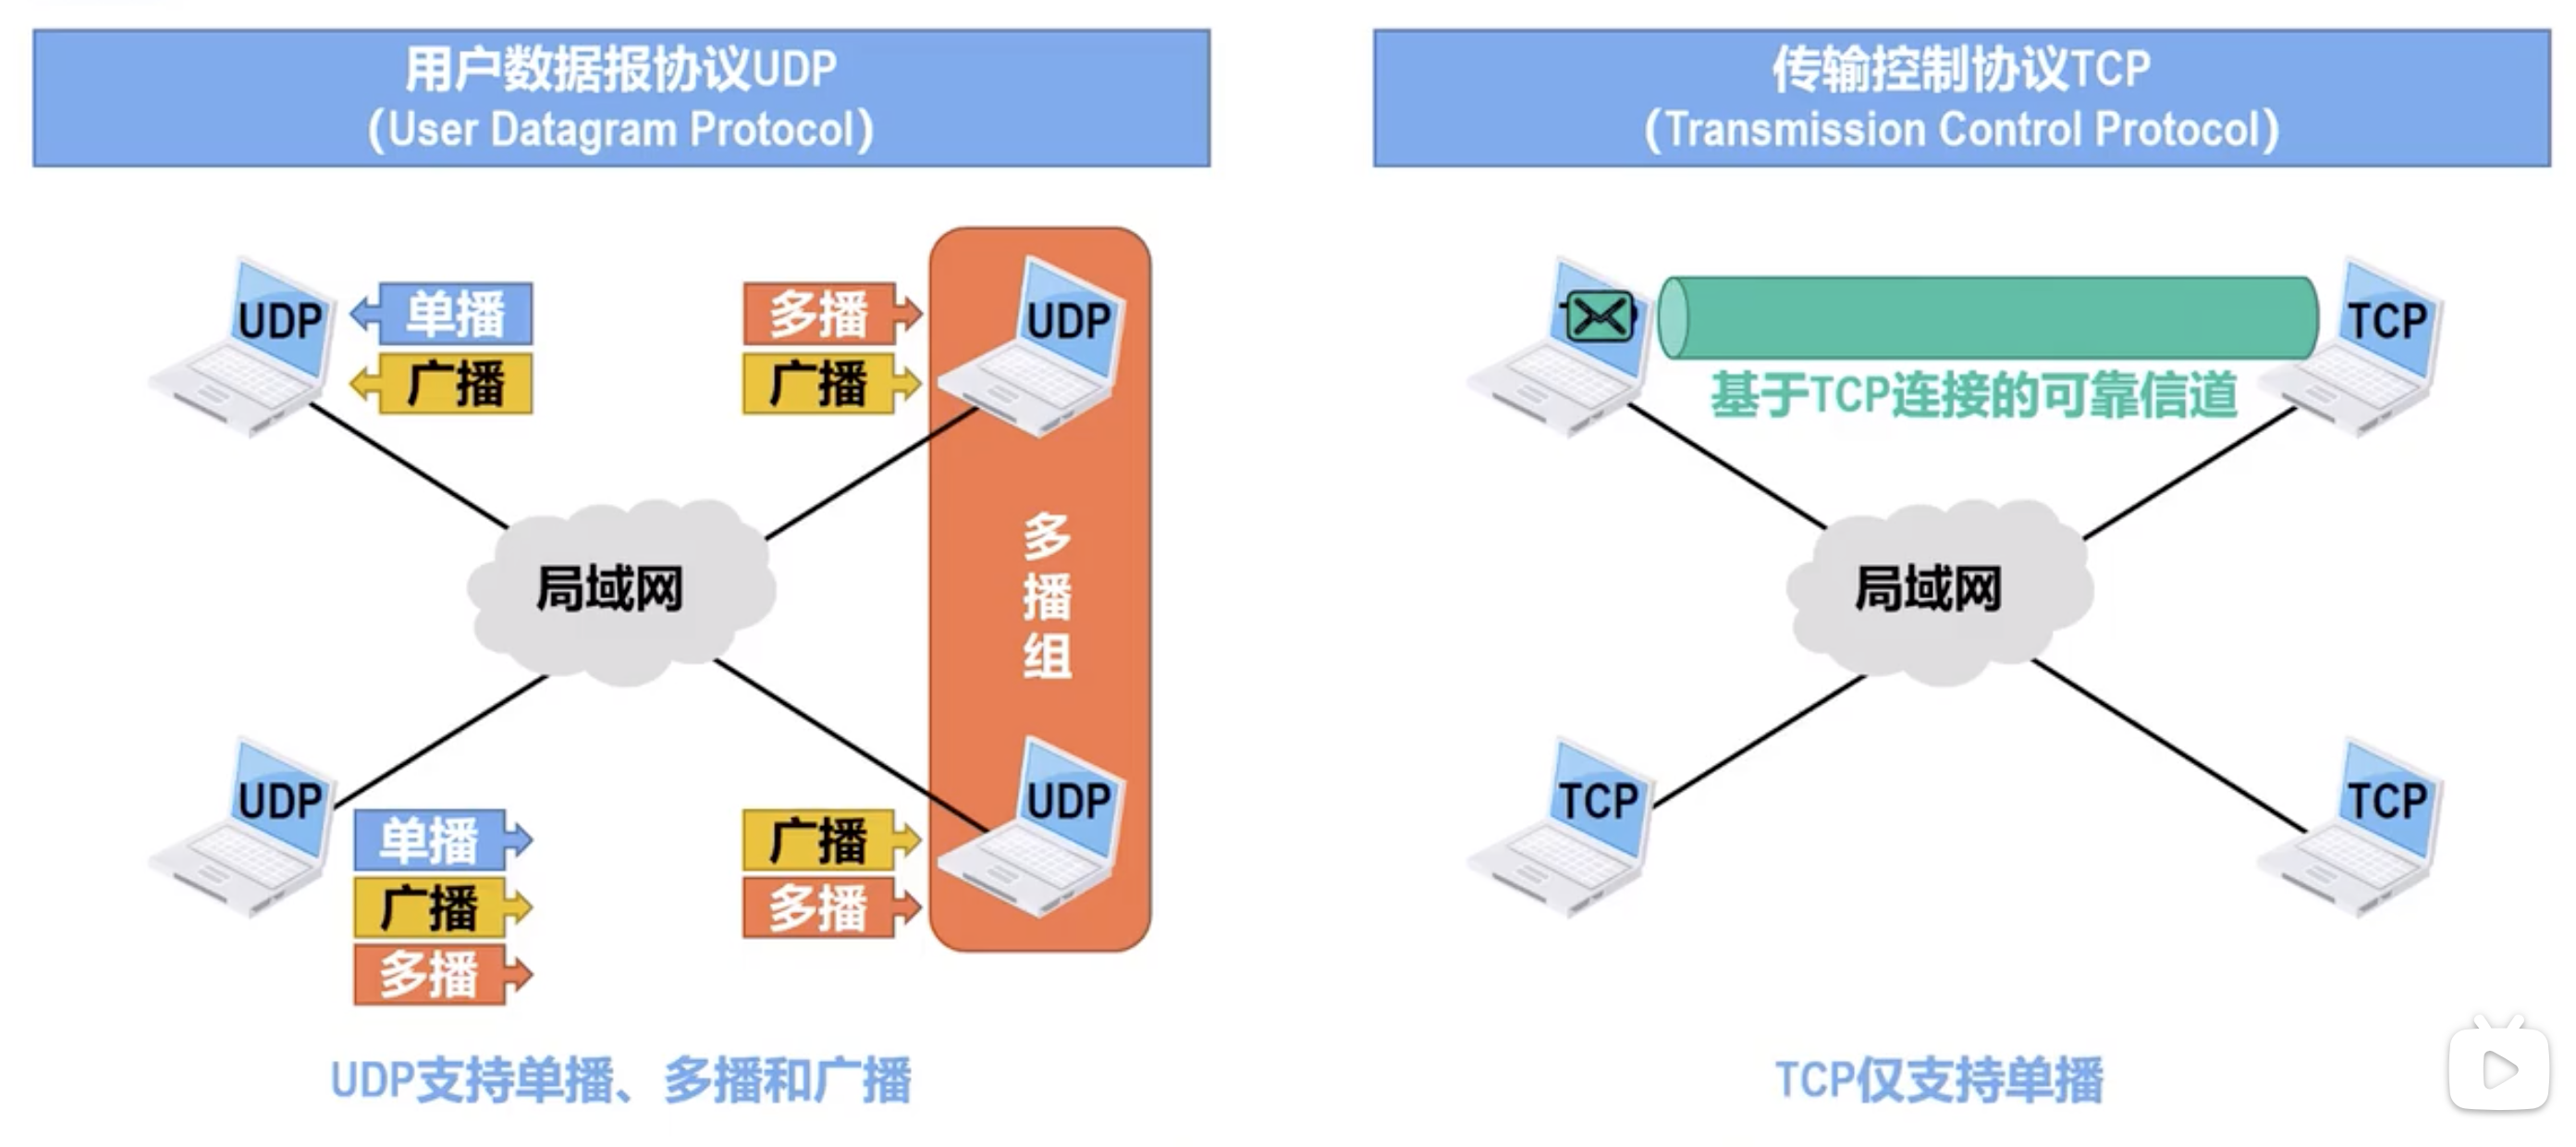 用户数据报协议UDP
（User Datagram Protocol）
UDP
单播
广播
多播
广播
UDP
局域网
多播组
UDP
单播
广播
多播
广播
多播
UDP
UDP支持单播、多播和广播
传输控制协议TCP
（Transmission Control Protocol）
TCP
基于TCP连接的可靠信道
局域网
TCP
TCP
TCP仅支持单播